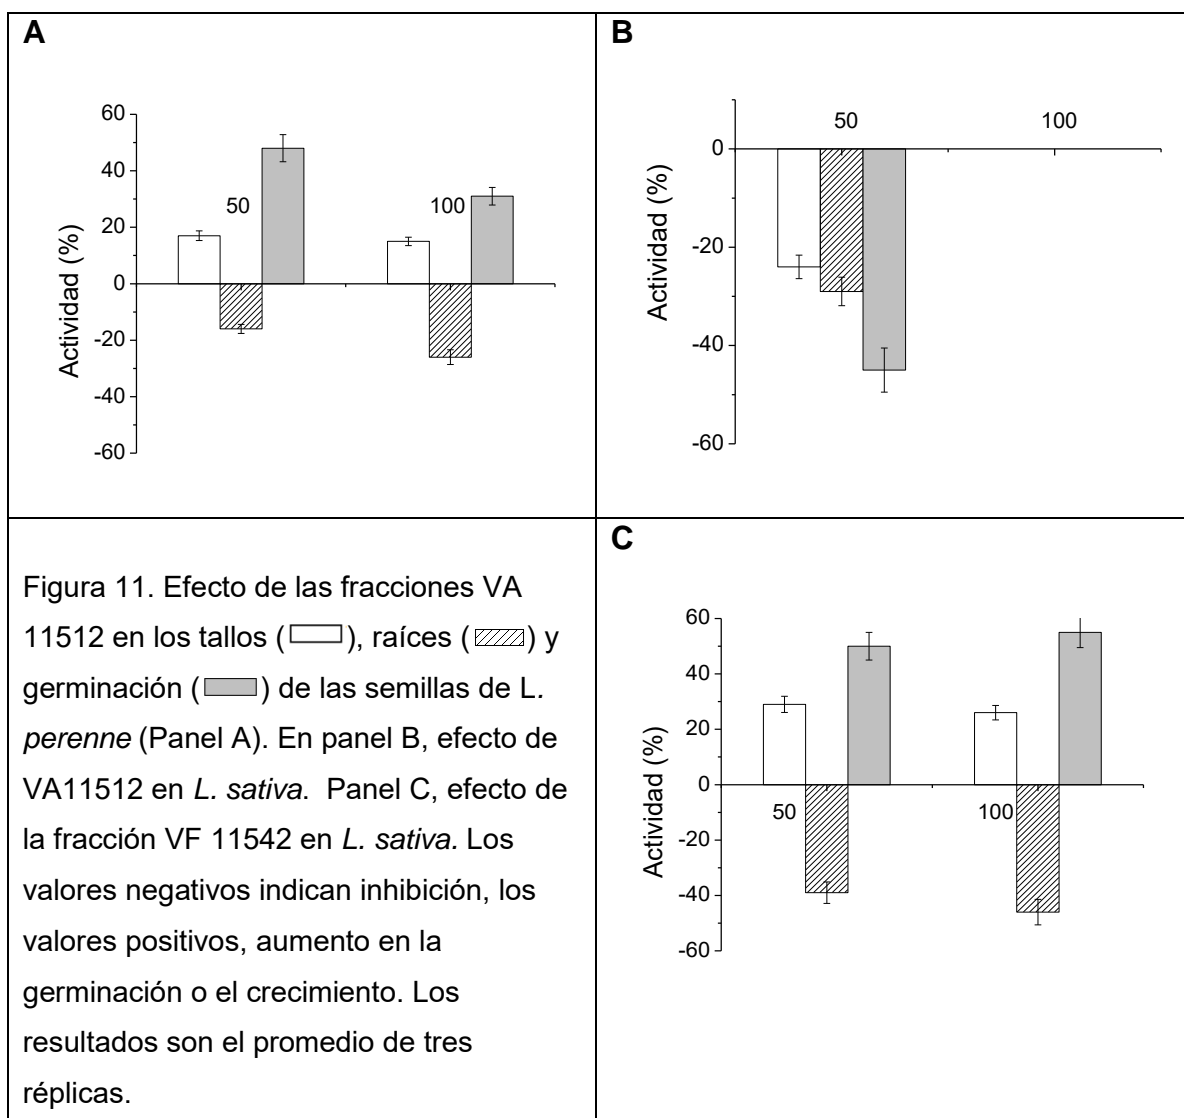 A
60
40
20
0
-20
-40
-60
Actividad (%)
50
100
B
0
-20
-40
-60
Actividad (%)
50
100
Figura 11. Efecto de las fracciones VA
11512 en los tallos ( ), raíces ( ) y
germinación ( ) de las semillas de L.
perenne (Panel A). En panel B, efecto de
VA11512 en L. sativa. Panel C, efecto de
la fracción VF 11542 en L. sativa. Los
valores negativos indican inhibición, los
valores positivos, aumento en la
germinación o el crecimiento. Los
resultados son el promedio de tres
réplicas.
C
60
40
20
0
-20
-40
-60
Actividad (%)
50
100